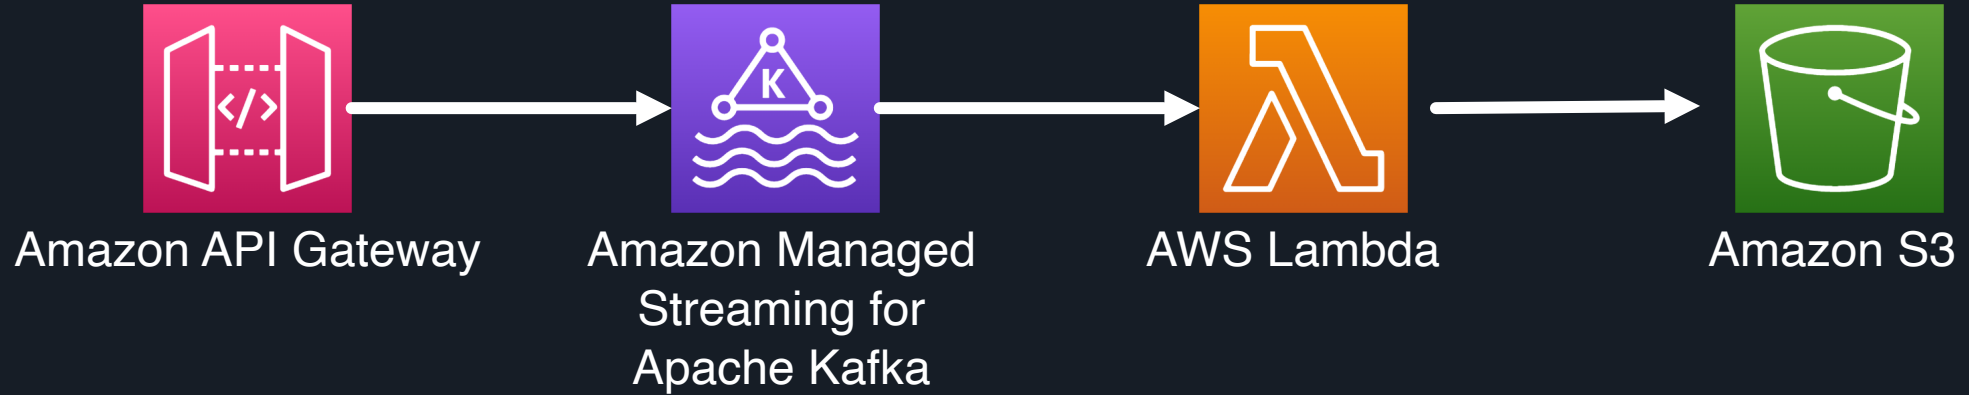 </>
K
Amazon API Gateway
Amazon Managed
Streaming for
Apache Kafka
AWS Lambda
Amazon S3